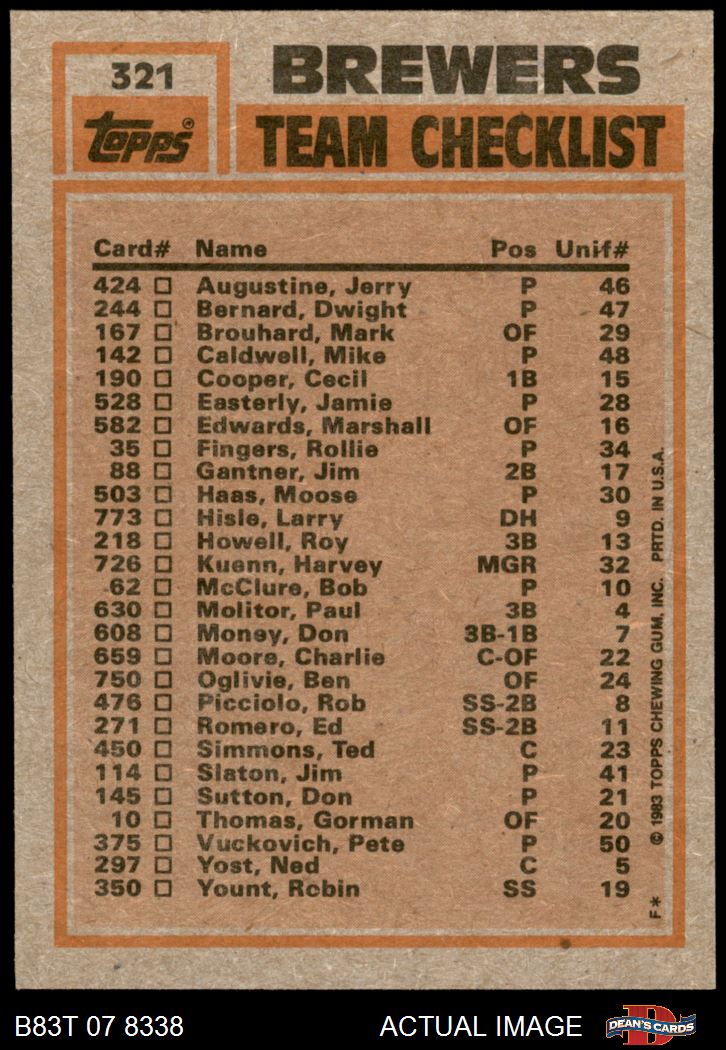 321
BREWERS
topps®
TEAM CHECKLIST
Card# Name Pos Unif#
424 Augustine, Jerry P 46
244 Bernard, Dwight P 47
167 Brouhard, Mark OF 29
142 Caldwell, Mike P 48
190 Cooper, Cecil 1B 15
528 Easterly, Jamie P 28
582 Edwards, Marshall OF 16
35 Fingers, Rollie P 34
88 Gantner, Jim 2B 17
503 Haas, Moose P 30
773 Hisle, Larry DH 9
218 Howell, Roy 3B 13
726 Kuenn, Harvey MGR 32
62 McClure, Bob P 10
630 Molitor, Paul 3B 4
608 Money, Don 3B-1B 7
659 Moore, Charlie C-OF 22
750 Oglivie, Ben OF 24
476 Picciolo, Rob SS-2B 8
271 Romero, Ed SS-2B 11
450 Simmons, Ted C 23
114 Slaton, Jim P 41
145 Sutton, Don P 21
10 Thomas, Gorman OF 20
375 Vuckovich, Pete P 50
297 Yost, Ned C 5
350 Yount, Robin SS 19
F* © 1983 TOPPS CHEWING GUM, INC. PRTD. IN U.S.A.
B83T 07 8338 ACTUAL IMAGE
D
DEAN'S CARDS